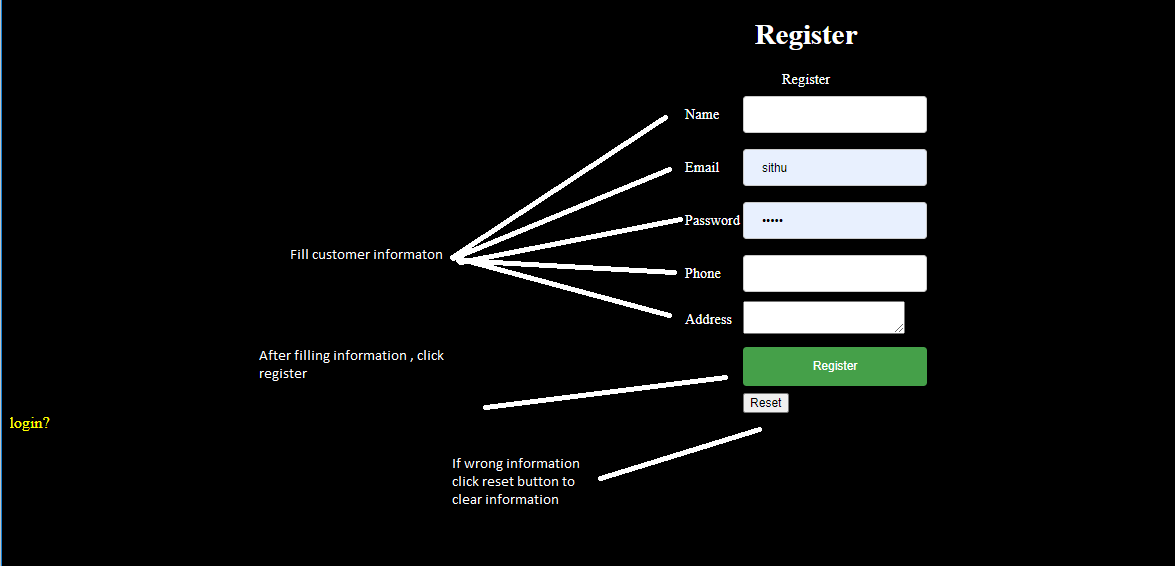 Register
Register
Name
Email
sithu
Password
•••••
Fill customer informaton
Phone
Address
After filling information , click
register
Register
Reset
login?
If wrong information
click reset button to
clear information